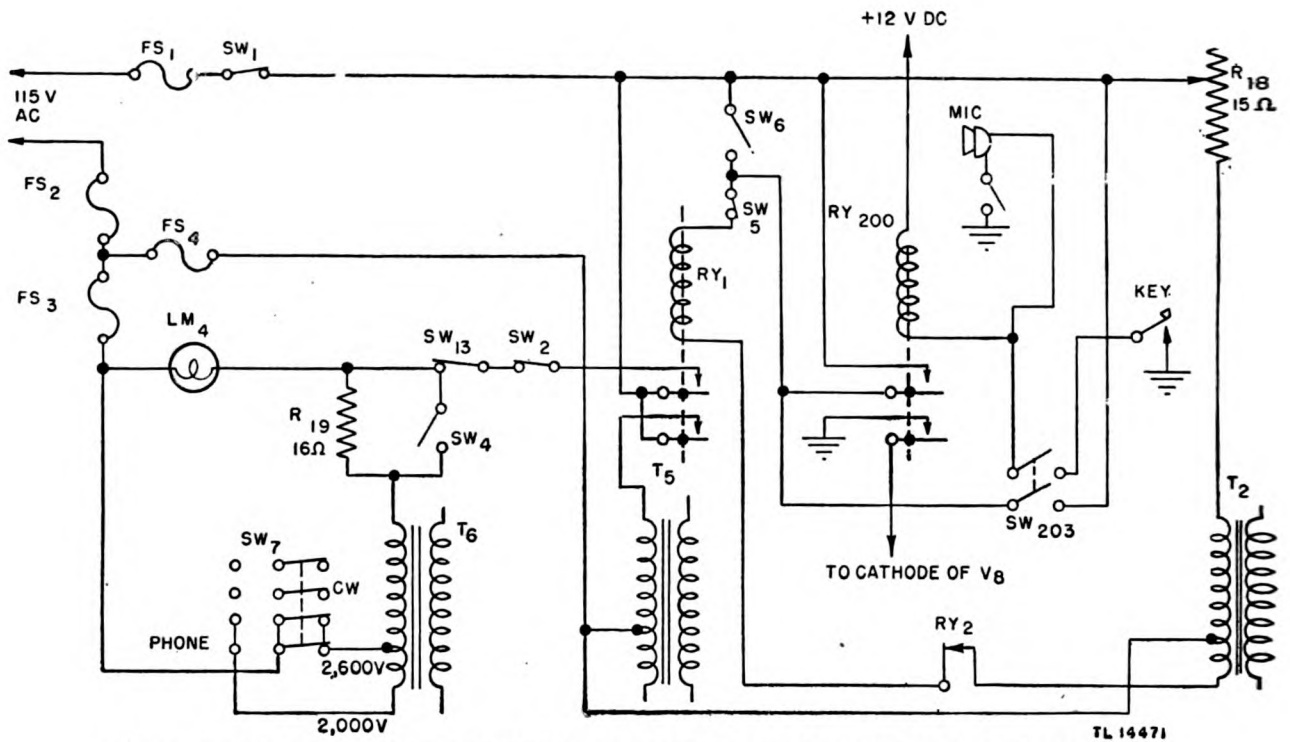 +12 V DC
FS1
SW1
115 V
AC
R18
15Ω
MIC
SW6
FS2
FS4
SW
5
RY200
RY1
KEY
FS3
LM4
SW13
SW2
R19
16Ω
SW4
T5
T2
SW203
SW7
T6
CW
TO CATHODE OF V8
PHONE
RY2
2,600V
2,000V
TL 14471